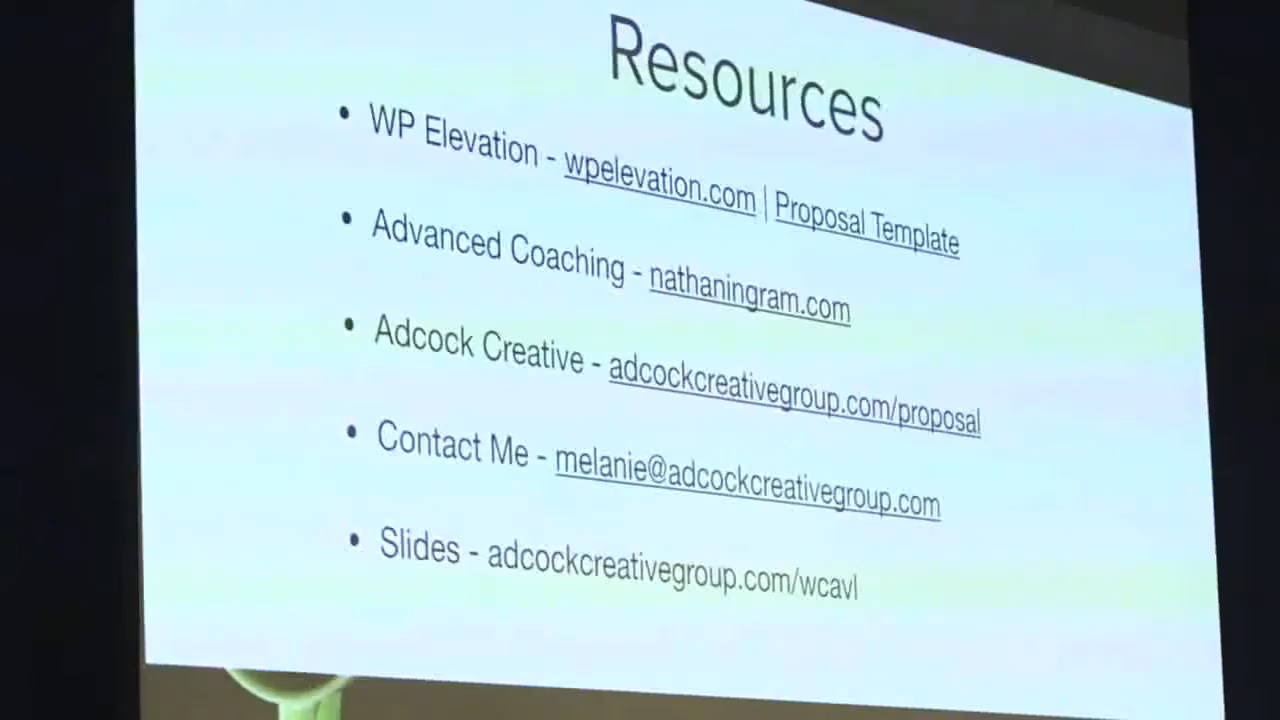 Resources
• WP Elevation - wpelevation.com | Proposal Template
• Advanced Coaching - nathaningram.com
• Adcock Creative - adcockcreativegroup.com/proposal
• Contact Me - melanie@adcockcreativegroup.com
• Slides - adcockcreativegroup.com/wcavl